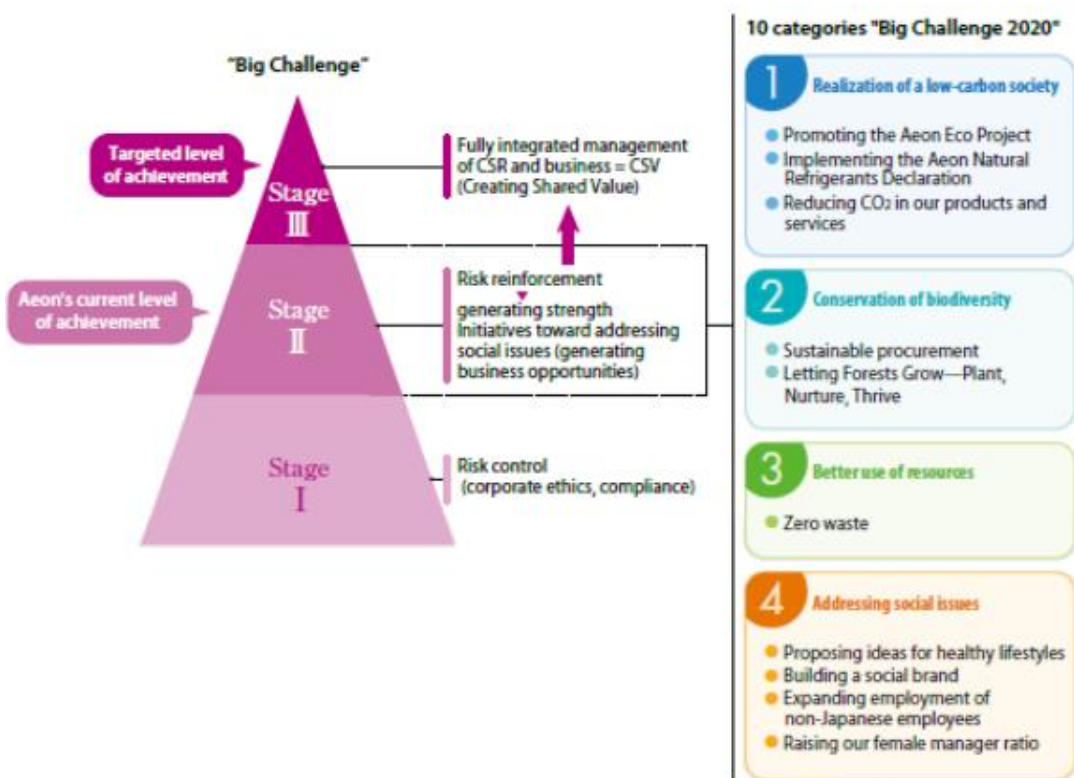 "Big Challenge"
Targeted level
of achievement
Aeon's current level
of achievement
Stage
III
Stage
II
Stage
I
Fully integrated management
of CSR and business = CSV
(Creating Shared Value)
Risk reinforcement
generating strength
Initiatives toward addressing
social issues (generating
business opportunities)
Risk control
(corporate ethics, compliance)
10 categories "Big Challenge 2020"
1 Realization of a low-carbon society
Promoting the Aeon Eco Project
Implementing the Aeon Natural
Refrigerants Declaration
Reducing CO2 in our products and
services
2 Conservation of biodiversity
Sustainable procurement
Letting Forests Grow—Plant,
Nurture, Thrive
3 Better use of resources
Zero waste
4 Addressing social issues
Proposing ideas for healthy lifestyles
Building a social brand
Expanding employment of
non-Japanese employees
Raising our female manager ratio